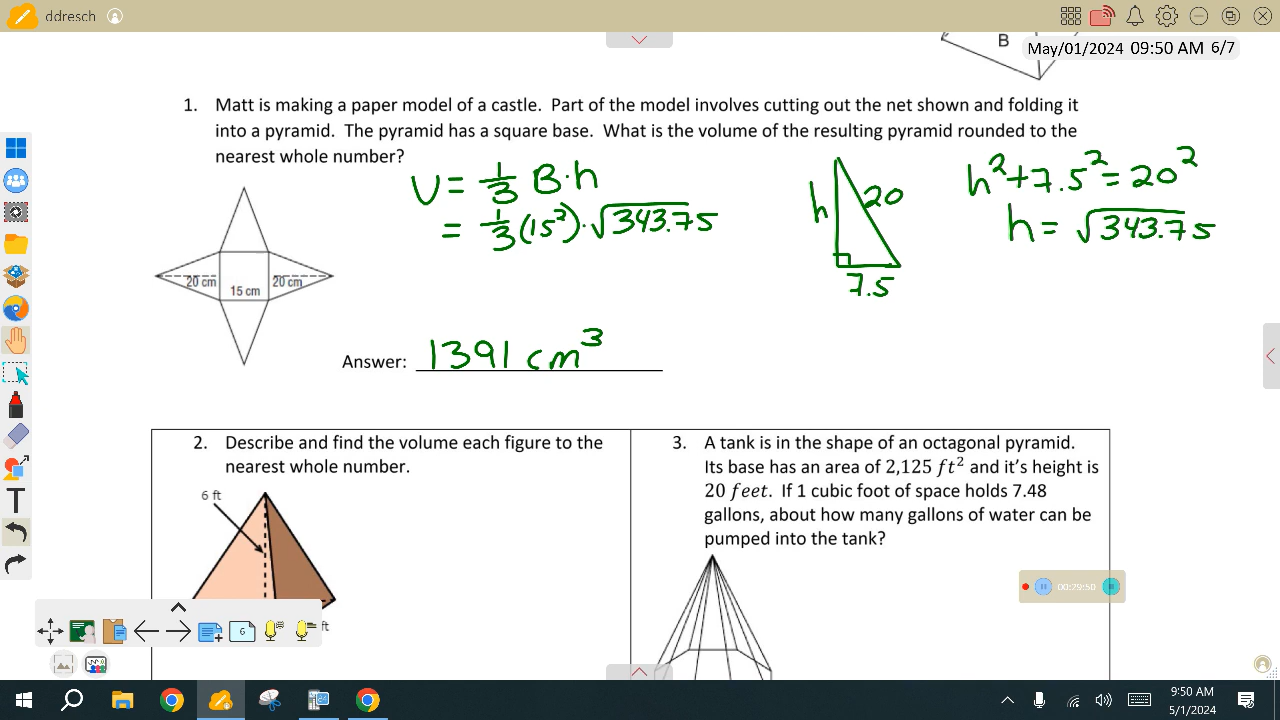 ddresch
B
May/01/2024 09:50 AM 6/7
1. Matt is making a paper model of a castle. Part of the model involves cutting out the net shown and folding it
into a pyramid. The pyramid has a square base. What is the volume of the resulting pyramid rounded to the
nearest whole number?
V = 1/3 B·h
= 1/3 (15²)·√343.75
h
20
7.5
h² + 7.5² = 20²
h = √343.75
20 cm
15 cm
20 cm
Answer: 1391 cm³
2. Describe and find the volume each figure to the
nearest whole number.
6 ft
ft
3. A tank is in the shape of an octagonal pyramid.
Its base has an area of 2,125 ft² and it's height is
20 feet. If 1 cubic foot of space holds 7.48
gallons, about how many gallons of water can be
pumped into the tank?
00:29:50
T
6
9:50 AM
5/1/2024